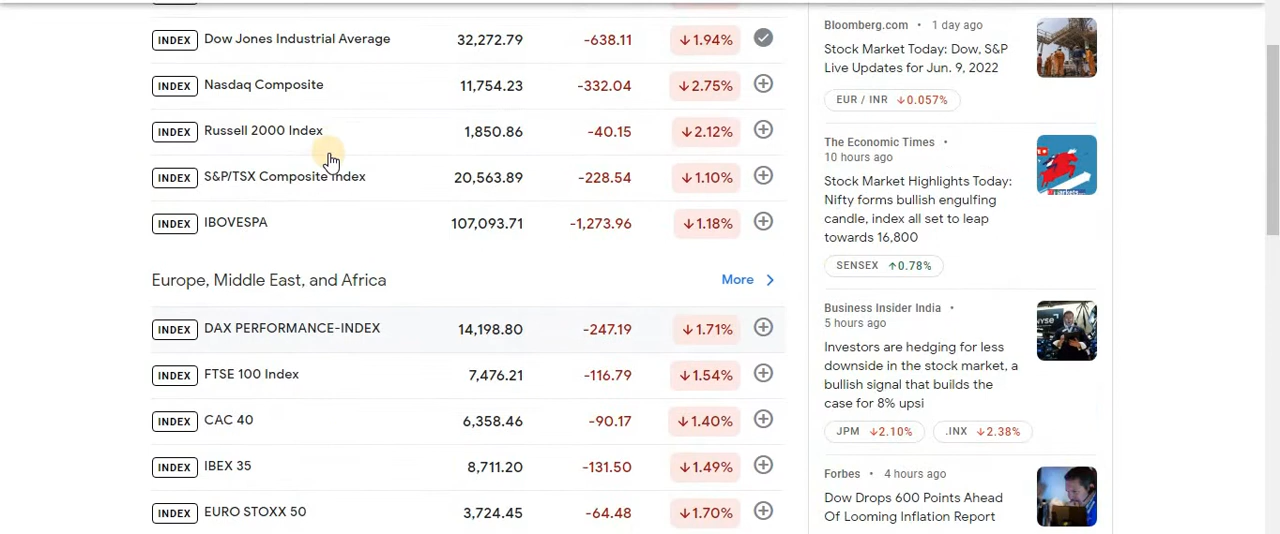 INDEX Dow Jones Industrial Average 32,272.79 -638.11 ↓1.94%
INDEX Nasdaq Composite 11,754.23 -332.04 ↓2.75%
INDEX Russell 2000 Index 1,850.86 -40.15 ↓2.12%
INDEX S&P/TSX Composite Index 20,563.89 -228.54 ↓1.10%
INDEX IBOVESPA 107,093.71 -1,273.96 ↓1.18%
Europe, Middle East, and Africa More >
INDEX DAX PERFORMANCE-INDEX 14,198.80 -247.19 ↓1.71%
INDEX FTSE 100 Index 7,476.21 -116.79 ↓1.54%
INDEX CAC 40 6,358.46 -90.17 ↓1.40%
INDEX IBEX 35 8,711.20 -131.50 ↓1.49%
INDEX EURO STOXX 50 3,724.45 -64.48 ↓1.70%
Bloomberg.com • 1 day ago
Stock Market Today: Dow, S&P
Live Updates for Jun. 9, 2022
EUR / INR ↓0.057%
The Economic Times •
10 hours ago
Stock Market Highlights Today:
Nifty forms bullish engulfing
candle, index all set to leap
towards 16,800
SENSEX ↑0.78%
Business Insider India •
5 hours ago
Investors are hedging for less
downside in the stock market, a
bullish signal that builds the
case for 8% upsi
JPM ↓2.10% .INX ↓2.38%
Forbes • 4 hours ago
Dow Drops 600 Points Ahead
Of Looming Inflation Report